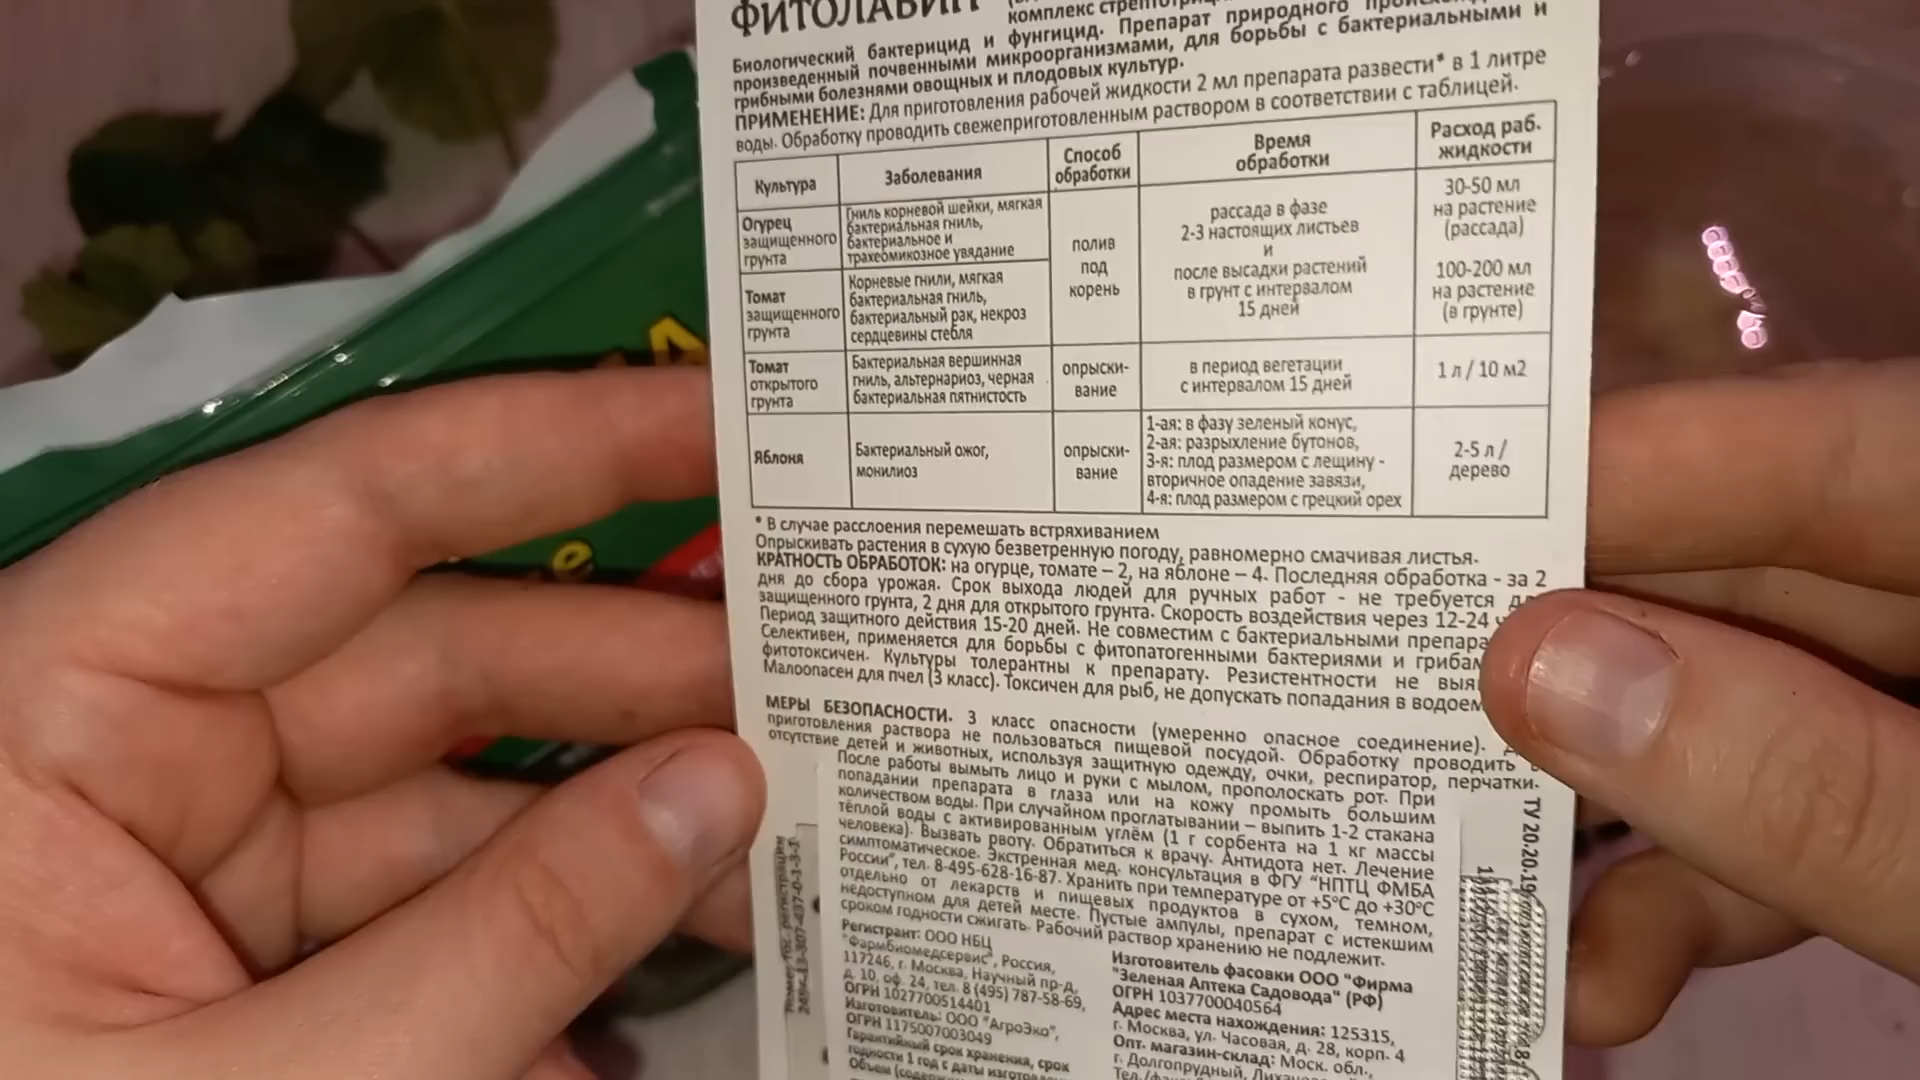 ФИТОЛАВИН
комплекс
Биологический бактерицид и фунгицид. Препарат природного
произведенный почвенными микроорганизмами, для борьбы с бактериальными и
грибными болезнями овощных и плодовых культур.
ПРИМЕНЕНИЕ: Для приготовления рабочей жидкости 2 мл препарата развести* в 1 литре
воды. Обработку проводить свежеприготовленным раствором в соответствии с таблицей.
Культура
Заболевания
Способ
обработки
Время
обработки
Расход раб.
жидкости
Огурец
защищенного
грунта
Гниль корневой шейки, мягкая
бактериальная гниль,
бактериальное и
трахеомикозное увядание
полив
под
корень
рассада в фазе
2-3 настоящих листьев
и
после высадки растений
в грунт с интервалом
15 дней
30-50 мл
на растение
(рассада)
100-200 мл
на растение
(в грунте)
Томат
защищенного
грунта
Корневые гнили, мягкая
бактериальная гниль,
бактериальный рак, некроз
сердцевины стебля
Томат
открытого
грунта
Бактериальная вершинная
гниль, альтернариоз, черная
бактериальная пятнистость
опрыски-
вание
в период вегетации
с интервалом 15 дней
1 л / 10 м2
Яблоня
Бактериальный ожог,
монилиоз
опрыски-
вание
1-ая: в фазу зеленый конус,
2-ая: разрыхление бутонов,
3-я: плод размером с лещину -
вторичное опадение завязи,
4-я: плод размером с грецкий орех
2-5 л /
дерево
* В случае расслоения перемешать встряхиванием
Опрыскивать растения в сухую безветренную погоду, равномерно смачивая листья.
КРАТНОСТЬ ОБРАБОТОК: на огурце, томате – 2, на яблоне – 4. Последняя обработка - за 2
дня до сбора урожая. Срок выхода людей для ручных работ - не требуется
защищенного грунта, 2 дня для открытого грунта. Скорость воздействия через 12-24
Период защитного действия 15-20 дней. Не совместим с бактериальными
Селективен, применяется для борьбы с фитопатогенными бактериями и
фитотоксичен. Культуры толерантны к препарату. Резистентности не
Малоопасен для пчел (3 класс). Токсичен для рыб, не допускать попадания в
МЕРЫ БЕЗОПАСНОСТИ. 3 класс опасности (умеренно опасное соединение).
приготовления раствора не пользоваться пищевой посудой. Обработку проводить в
отсутствие детей и животных, используя защитную одежду, очки, респиратор, перчатки.
После работы вымыть лицо и руки с мылом, прополоскать рот. При
попадании препарата в глаза или на кожу промыть большим
количеством воды. При случайном проглатывании – выпить 1-2 стакана
тёплой воды с активированным углём (1 г сорбента на 1 кг массы
человека). Вызвать рвоту. Обратиться к врачу. Антидота нет. Лечение
симптоматическое. Экстренная мед. консультация в ФГУ "НПТЦ ФМБА
России", тел. 8-495-628-16-87. Хранить при температуре от +5°С до +30°С
отдельно от лекарств и пищевых продуктов в сухом, темном,
недоступном для детей месте. Пустые ампулы, препарат с истекшим
сроком годности сжигать. Рабочий раствор хранению не подлежит.
Регистрант: ООО НБЦ
"Фармбиомедсервис", Россия,
117246, г. Москва, Научный пр-д,
д. 10, оф. 24, тел. 8 (495) 787-58-69,
ОГРН 1027700514401
Изготовитель: ООО "АгроЭко",
ОГРН 1175007003049
Гарантийный срок хранения, срок
годности 1 год с даты
Объем
Изготовитель фасовки ООО "Фирма
"Зеленая Аптека Садовода" (РФ)
ОГРН 1037700040564
Адрес места нахождения: 125315,
г. Москва, ул. Часовая, д. 28, корп. 4
Опт. магазин-склад: Моск. обл.,
г. Долгопрудный,
ТУ 20.20.19